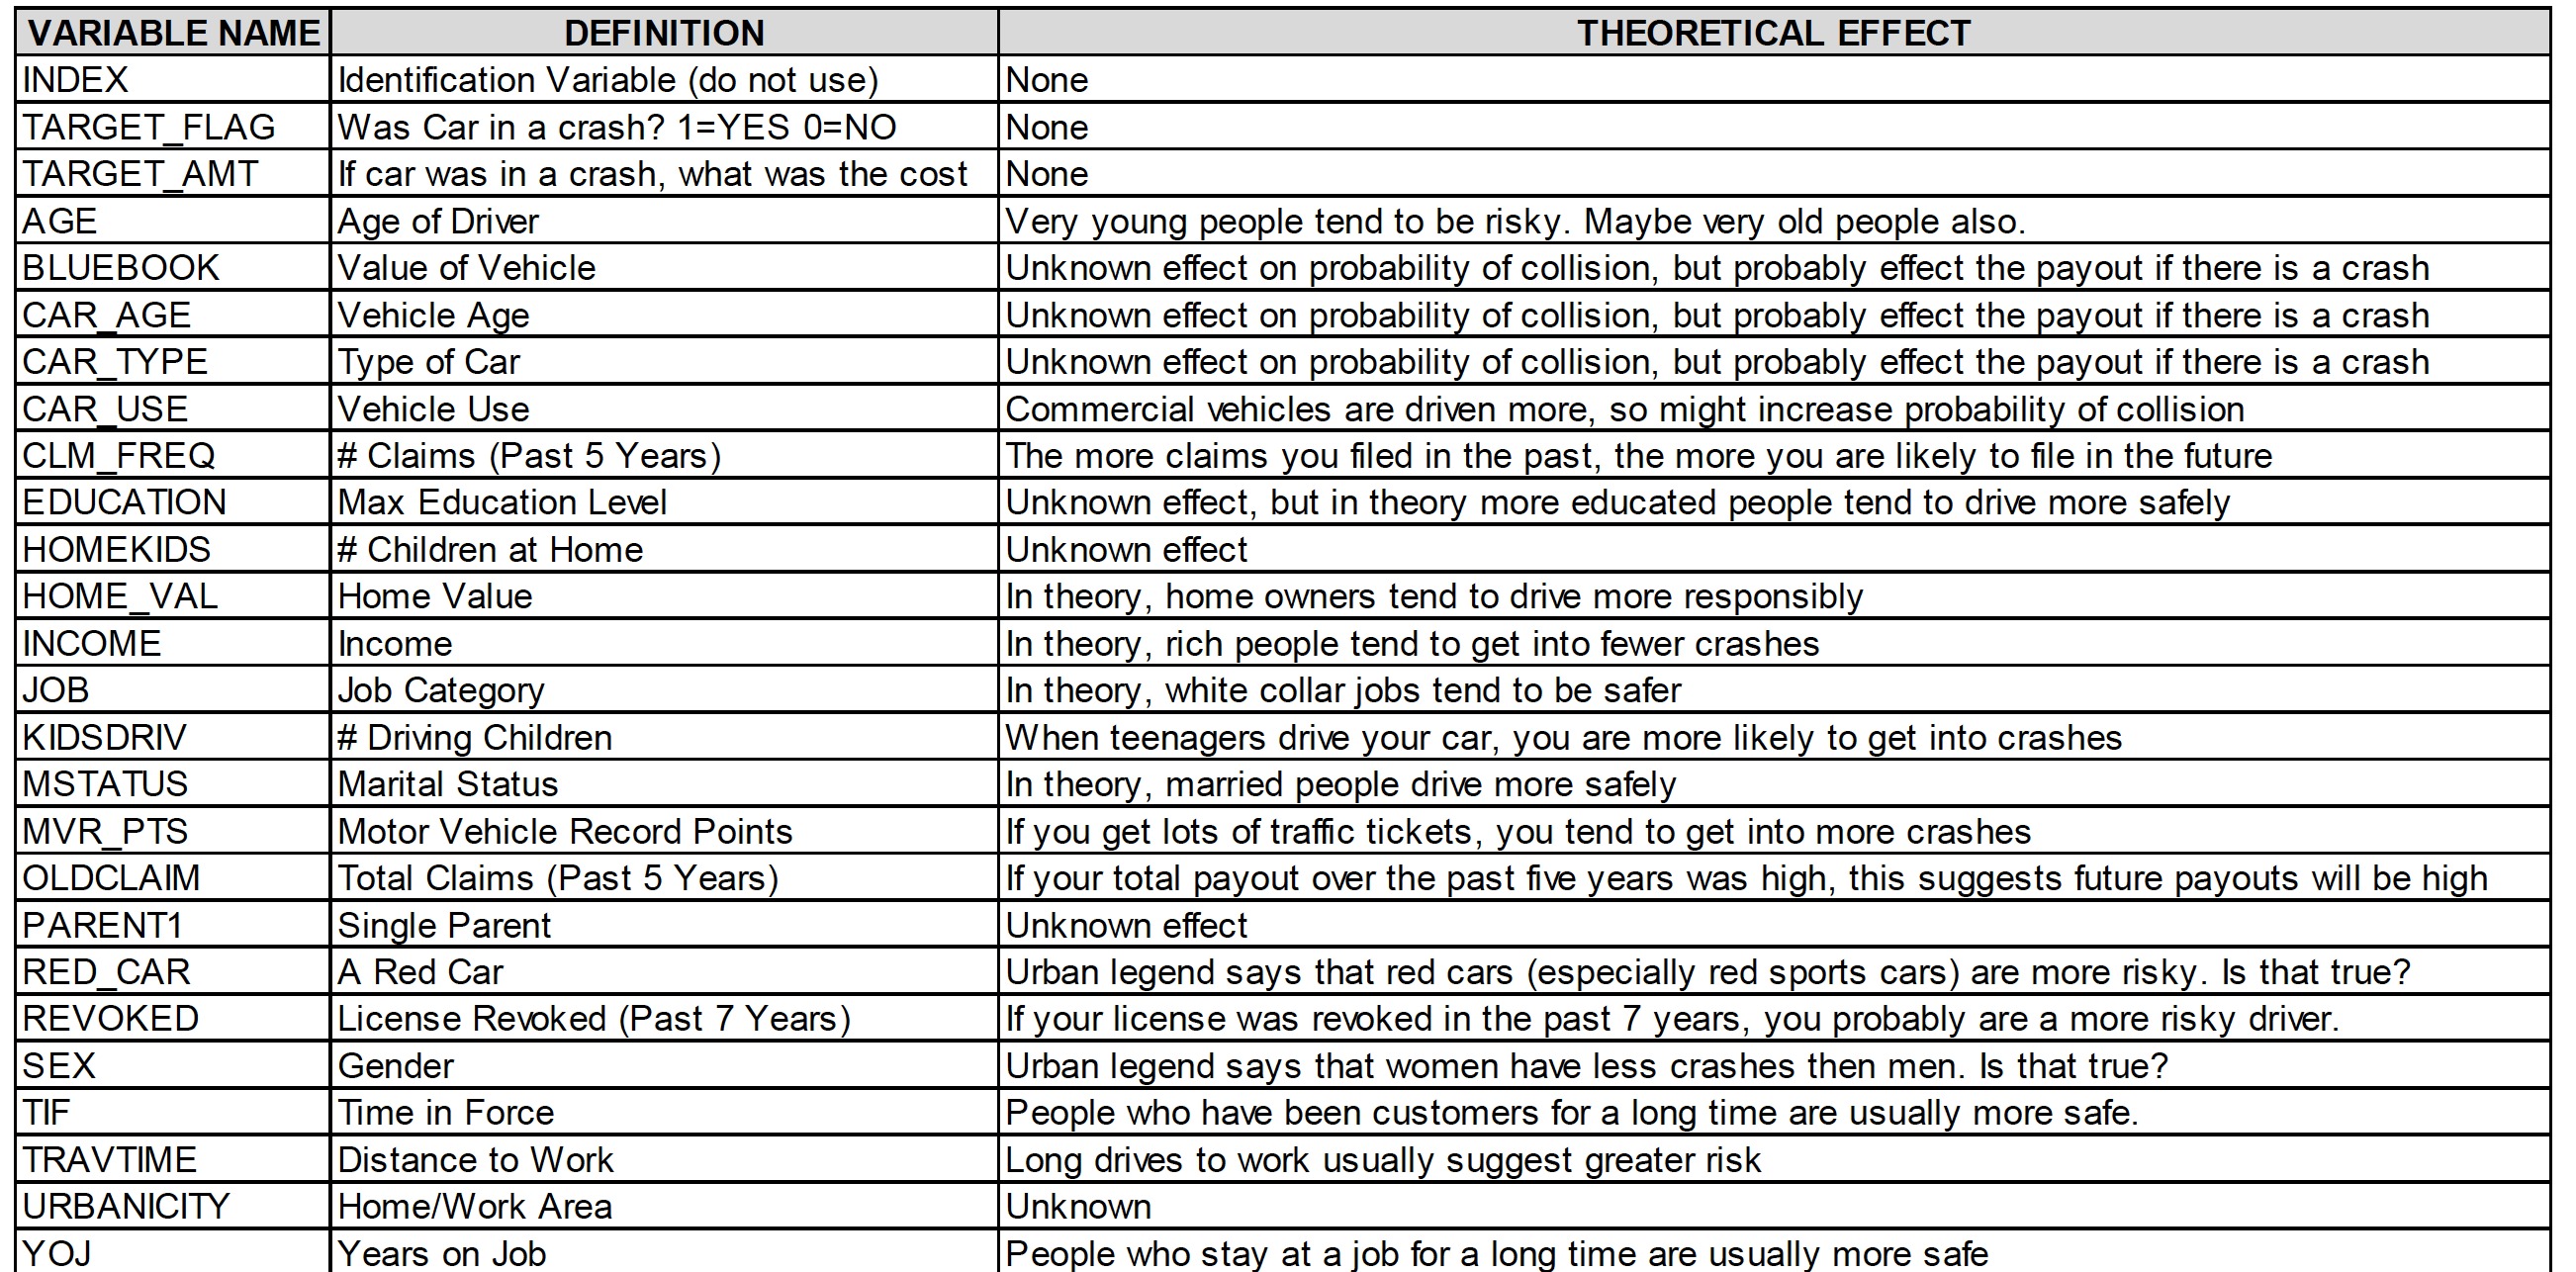 VARIABLE NAME DEFINITION THEORETICAL EFFECT
INDEX Identification Variable (do not use) None
TARGET_FLAG Was Car in a crash? 1=YES 0=NO None
TARGET_AMT If car was in a crash, what was the cost None
AGE Age of Driver Very young people tend to be risky. Maybe very old people also.
BLUEBOOK Value of Vehicle Unknown effect on probability of collision, but probably effect the payout if there is a crash
CAR_AGE Vehicle Age Unknown effect on probability of collision, but probably effect the payout if there is a crash
CAR_TYPE Type of Car Unknown effect on probability of collision, but probably effect the payout if there is a crash
CAR_USE Vehicle Use Commercial vehicles are driven more, so might increase probability of collision
CLM_FREQ # Claims (Past 5 Years) The more claims you filed in the past, the more you are likely to file in the future
EDUCATION Max Education Level Unknown effect, but in theory more educated people tend to drive more safely
HOMEKIDS # Children at Home Unknown effect
HOME_VAL Home Value In theory, home owners tend to drive more responsibly
INCOME Income In theory, rich people tend to get into fewer crashes
JOB Job Category In theory, white collar jobs tend to be safer
KIDSDRIV # Driving Children When teenagers drive your car, you are more likely to get into crashes
MSTATUS Marital Status In theory, married people drive more safely
MVR_PTS Motor Vehicle Record Points If you get lots of traffic tickets, you tend to get into more crashes
OLDCLAIM Total Claims (Past 5 Years) If your total payout over the past five years was high, this suggests future payouts will be high
PARENT1 Single Parent Unknown effect
RED_CAR A Red Car Urban legend says that red cars (especially red sports cars) are more risky. Is that true?
REVOKED License Revoked (Past 7 Years) If your license was revoked in the past 7 years, you probably are a more risky driver.
SEX Gender Urban legend says that women have less crashes then men. Is that true?
TIF Time in Force People who have been customers for a long time are usually more safe.
TRAVTIME Distance to Work Long drives to work usually suggest greater risk
URBANICITY Home/Work Area Unknown
YOJ Years on Job People who stay at a job for a long time are usually more safe